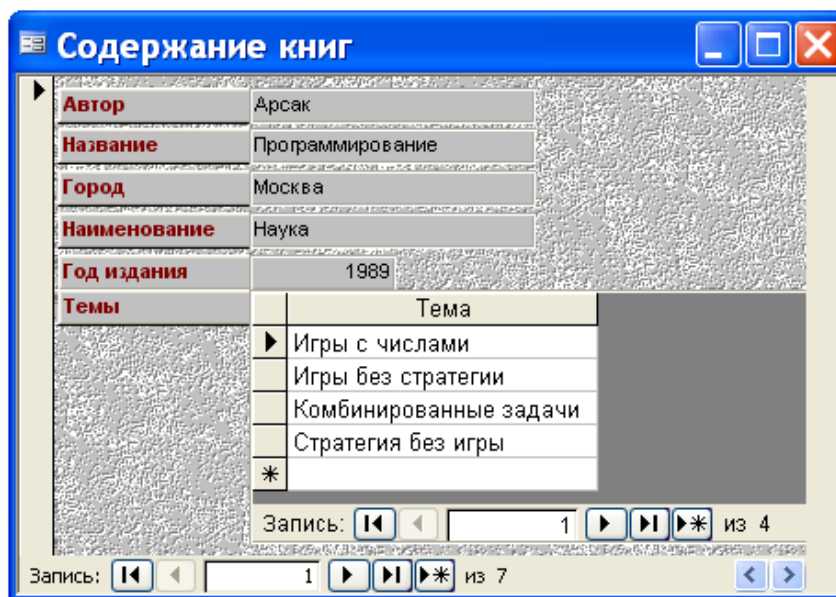 Содержание книг
Автор Арсак
Название Программирование
Город Москва
Наименование Наука
Год издания 1989
Темы Тема
Игры с числами
Игры без стратегии
Комбинированные задачи
Стратегия без игры
Запись: 1 из 4
Запись: 1 из 7